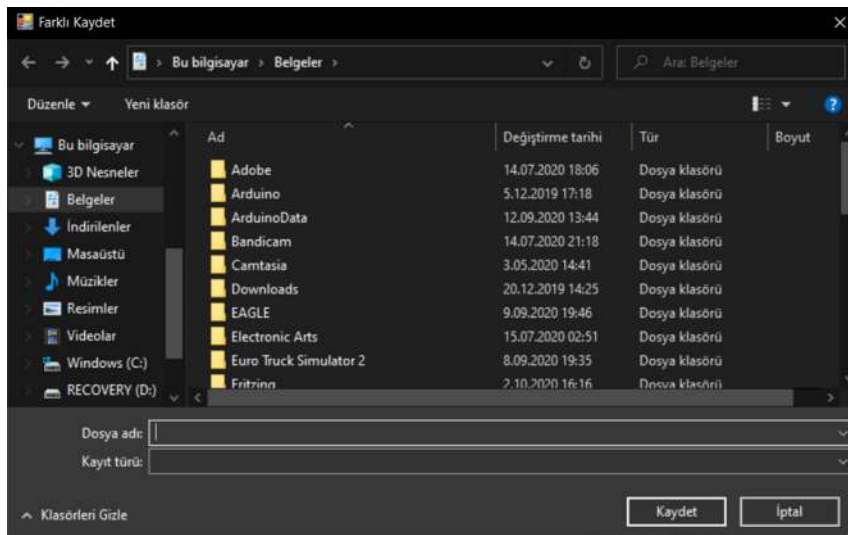 Farklı Kaydet
Bu bilgisayar > Belgeler >
Ara: Belgeler
Düzenle Yeni klasör
Bu bilgisayar
3D Nesneler
Belgeler
İndirilenler
Masaüstü
Müzikler
Resimler
Videolar
Windows (C:)
RECOVERY (D:)
Ad Değiştirme tarihi Tür Boyut
Adobe 14.07.2020 18:06 Dosya klasörü
Arduino 5.12.2019 17:18 Dosya klasörü
ArduinoData 12.09.2020 13:44 Dosya klasörü
Bandicam 14.07.2020 21:18 Dosya klasörü
Camtasia 3.05.2020 14:41 Dosya klasörü
Downloads 20.12.2019 14:25 Dosya klasörü
EAGLE 9.09.2020 19:46 Dosya klasörü
Electronic Arts 15.07.2020 02:51 Dosya klasörü
Euro Truck Simulator 2 8.09.2020 19:35 Dosya klasörü
Fritzing 2.10.2020 16:16 Dosya klasörü
Dosya adı:
Kayıt türü:
Klasörleri Gizle
Kaydet İptal